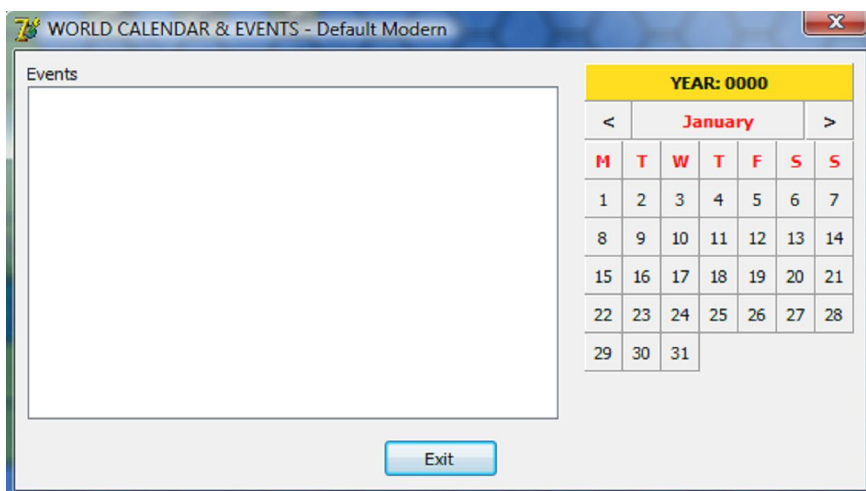 WORLD CALENDAR & EVENTS - Default Modern
Events
YEAR: 0000
< January >
M T W T F S S
1 2 3 4 5 6 7
8 9 10 11 12 13 14
15 16 17 18 19 20 21
22 23 24 25 26 27 28
29 30 31
Exit